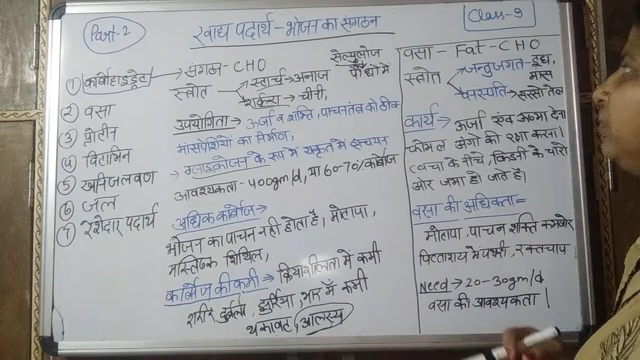 Part-2
खाद्य पदार्थ - भोजन का संगठन
Class-9
① कार्बोहाइड्रेट
② वसा
③ प्रोटीन
④ विटामिन
⑤ खनिजलवण
⑥ जल
⑦ रेशेदार पदार्थ
संगठन - CHO
स्त्रोत
स्टार्च → अनाज
शर्करा → चीनी,
सेल्युलोज
पौधो में
उपयोगिता → ऊर्जा व शक्ति, पाचनतंत्र को ठीक
मांसपेशियों का निर्माण,
→ ग्लाइकोजन के रूप में यकृत में संचयन
आवश्यकता - 400gm/d, या 60-70% कार्बोज
अधिक कार्बोज →
भोजन का पाचन नही होता है, मोटापा,
मस्तिष्क शिथिल,
कार्बोज की कमी → क्रियाशीलता में कमी
शरीर दुर्बल, झुर्रिया, भार में कमी
थकावट, आलस्य
वसा - Fat - CHO
स्त्रोत
जन्तुजगत - दूध,
मांस
वनस्पति → सरसो तेल
कार्य → ऊर्जा एंव ऊष्मा देना
कोमल अंगो की रक्षा करना।
त्वचा के नीचे, किडनी के चारो
ओर जमा हो जाते है।
वसा की अधिकता =
मोटापा, पाचन शक्ति कमजोर
पित्ताशय में पथरी, रक्तचाप
Need → 20-30gm/d
वसा की आवश्यकता।